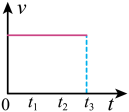 v
0 t₁ t₂ t₃ t